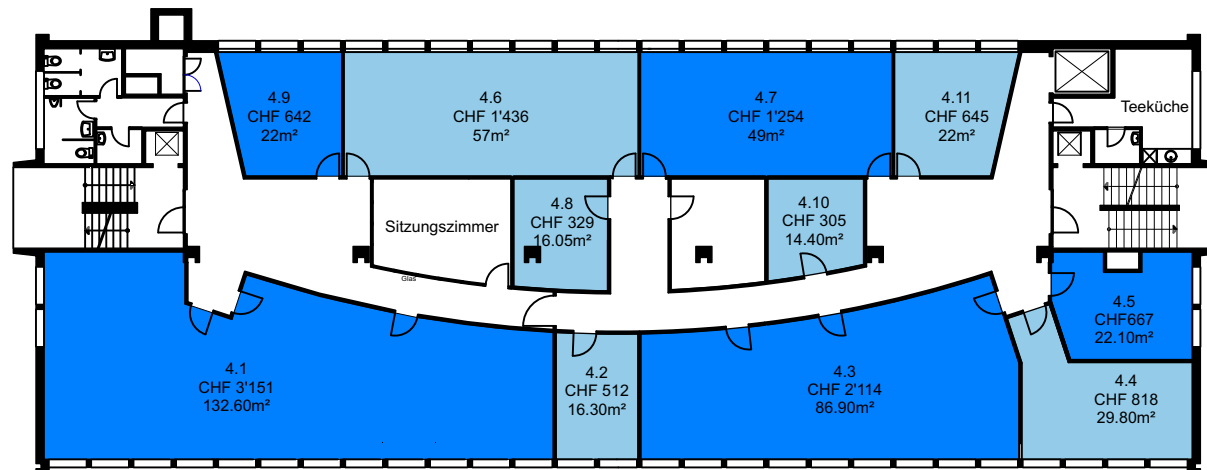 4.9
CHF 642
22m²
4.6
CHF 1'436
57m²
4.7
CHF 1'254
49m²
4.11
CHF 645
22m²
Teeküche
Sitzungszimmer
4.8
CHF 329
16.05m²
4.10
CHF 305
14.40m²
Glas
4.5
CHF667
22.10m²
4.1
CHF 3'151
132.60m²
4.2
CHF 512
16.30m²
4.3
CHF 2'114
86.90m²
4.4
CHF 818
29.80m²